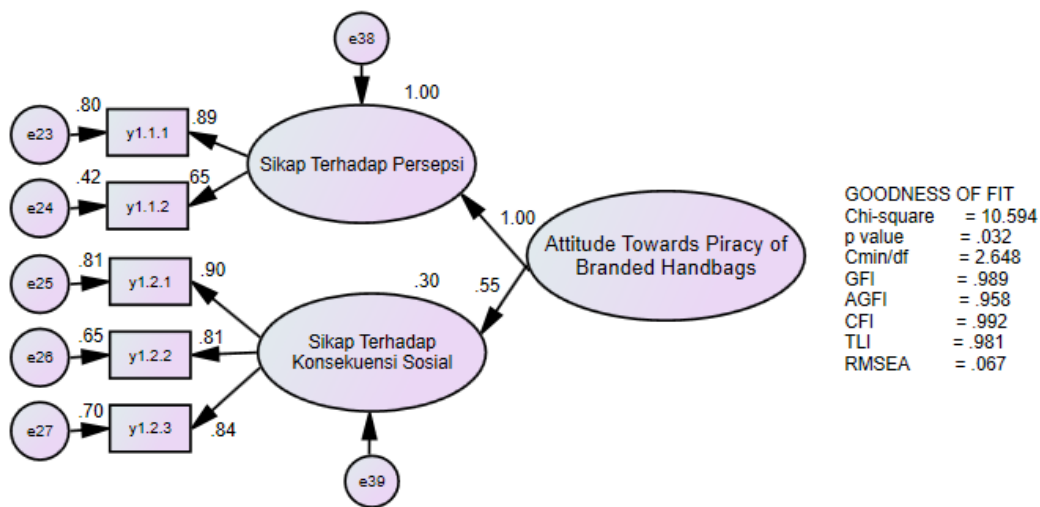 e38
1.00
.80
e23
y1.1.1
.89
Sikap Terhadap Persepsi
.42
e24
y1.1.2
65
1.00
Attitude Towards Piracy of
Branded Handbags
.55
.81
e25
y1.2.1
.90
.30
.65
e26
y1.2.2
.81
Sikap Terhadap
Konsekuensi Sosial
.70
e27
y1.2.3
.84
e39
GOODNESS OF FIT
Chi-square = 10.594
p value = .032
Cmin/df = 2.648
GFI = .989
AGFI = .958
CFI = .992
TLI = .981
RMSEA = .067